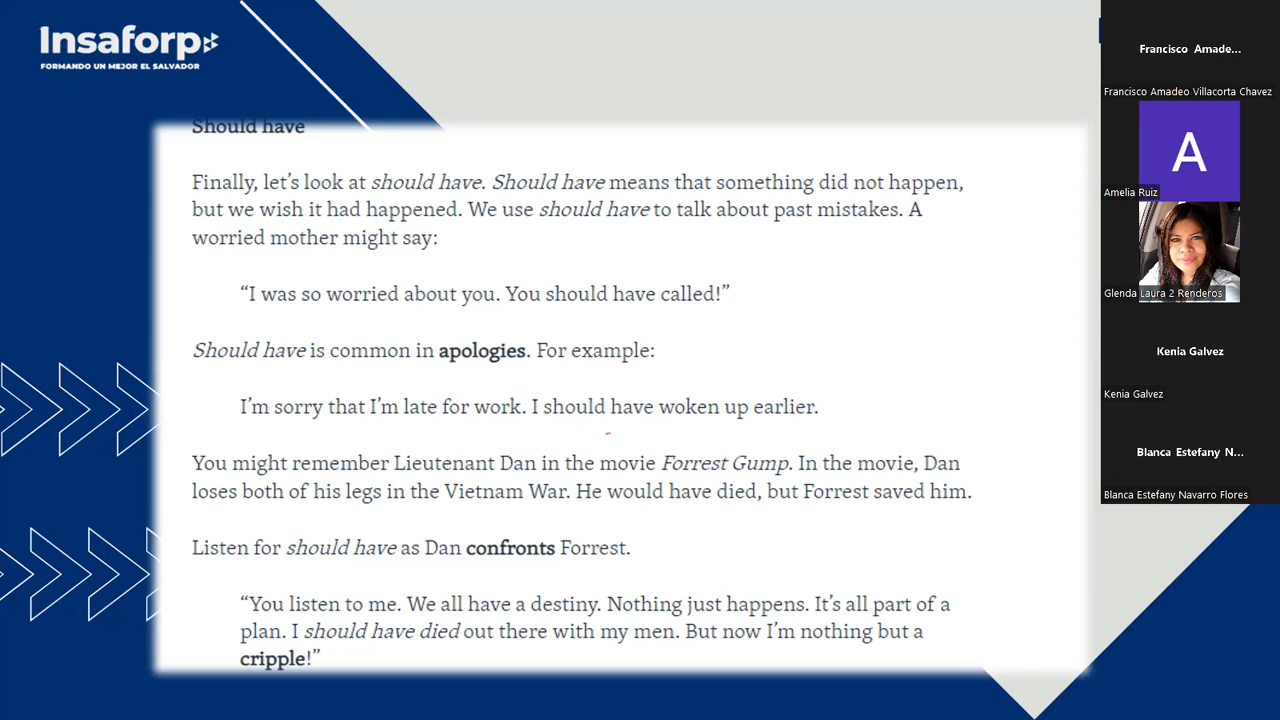 Insaforp
FORMANDO UN MEJOR EL SALVADOR
Should have
Finally, let’s look at should have. Should have means that something did not happen,
but we wish it had happened. We use should have to talk about past mistakes. A
worried mother might say:
“I was so worried about you. You should have called!”
Should have is common in apologies. For example:
I’m sorry that I’m late for work. I should have woken up earlier.
You might remember Lieutenant Dan in the movie Forrest Gump. In the movie, Dan
loses both of his legs in the Vietnam War. He would have died, but Forrest saved him.
Listen for should have as Dan confronts Forrest.
“You listen to me. We all have a destiny. Nothing just happens. It’s all part of a
plan. I should have died out there with my men. But now I’m nothing but a
cripple!”
Francisco Amade...
Francisco Amadeo Villacorta Chavez
A
Amelia Ruiz
Glenda Laura 2 Renderos
Kenia Galvez
Kenia Galvez
Blanca Estefany N...
Blanca Estefany Navarro Flores